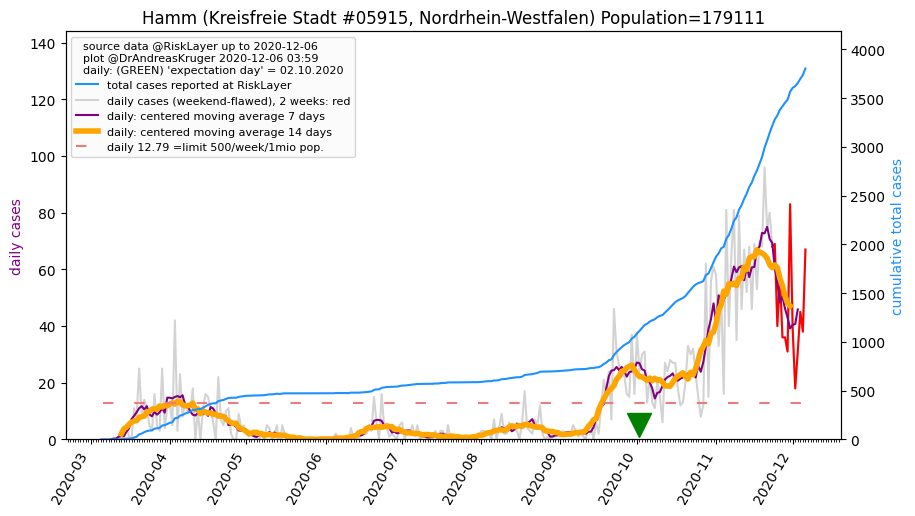 Hamm (Kreisfreie Stadt #05915, Nordrhein-Westfalen) Population=179111
source data @RiskLayer up to 2020-12-06
plot @DrAndreasKruger 2020-12-06 03:59
daily: (GREEN) 'expectation day' = 02.10.2020
total cases reported at RiskLayer
daily cases (weekend-flawed), 2 weeks: red
daily: centered moving average 7 days
daily: centered moving average 14 days
daily 12.79 =limit 500/week/1mio pop.
daily cases
140
120
100
80
60
40
20
0
cumulative total cases
4000
3500
3000
2500
2000
1500
1000
500
0
2020-03
2020-04
2020-05
2020-06
2020-07
2020-08
2020-09
2020-10
2020-11
2020-12